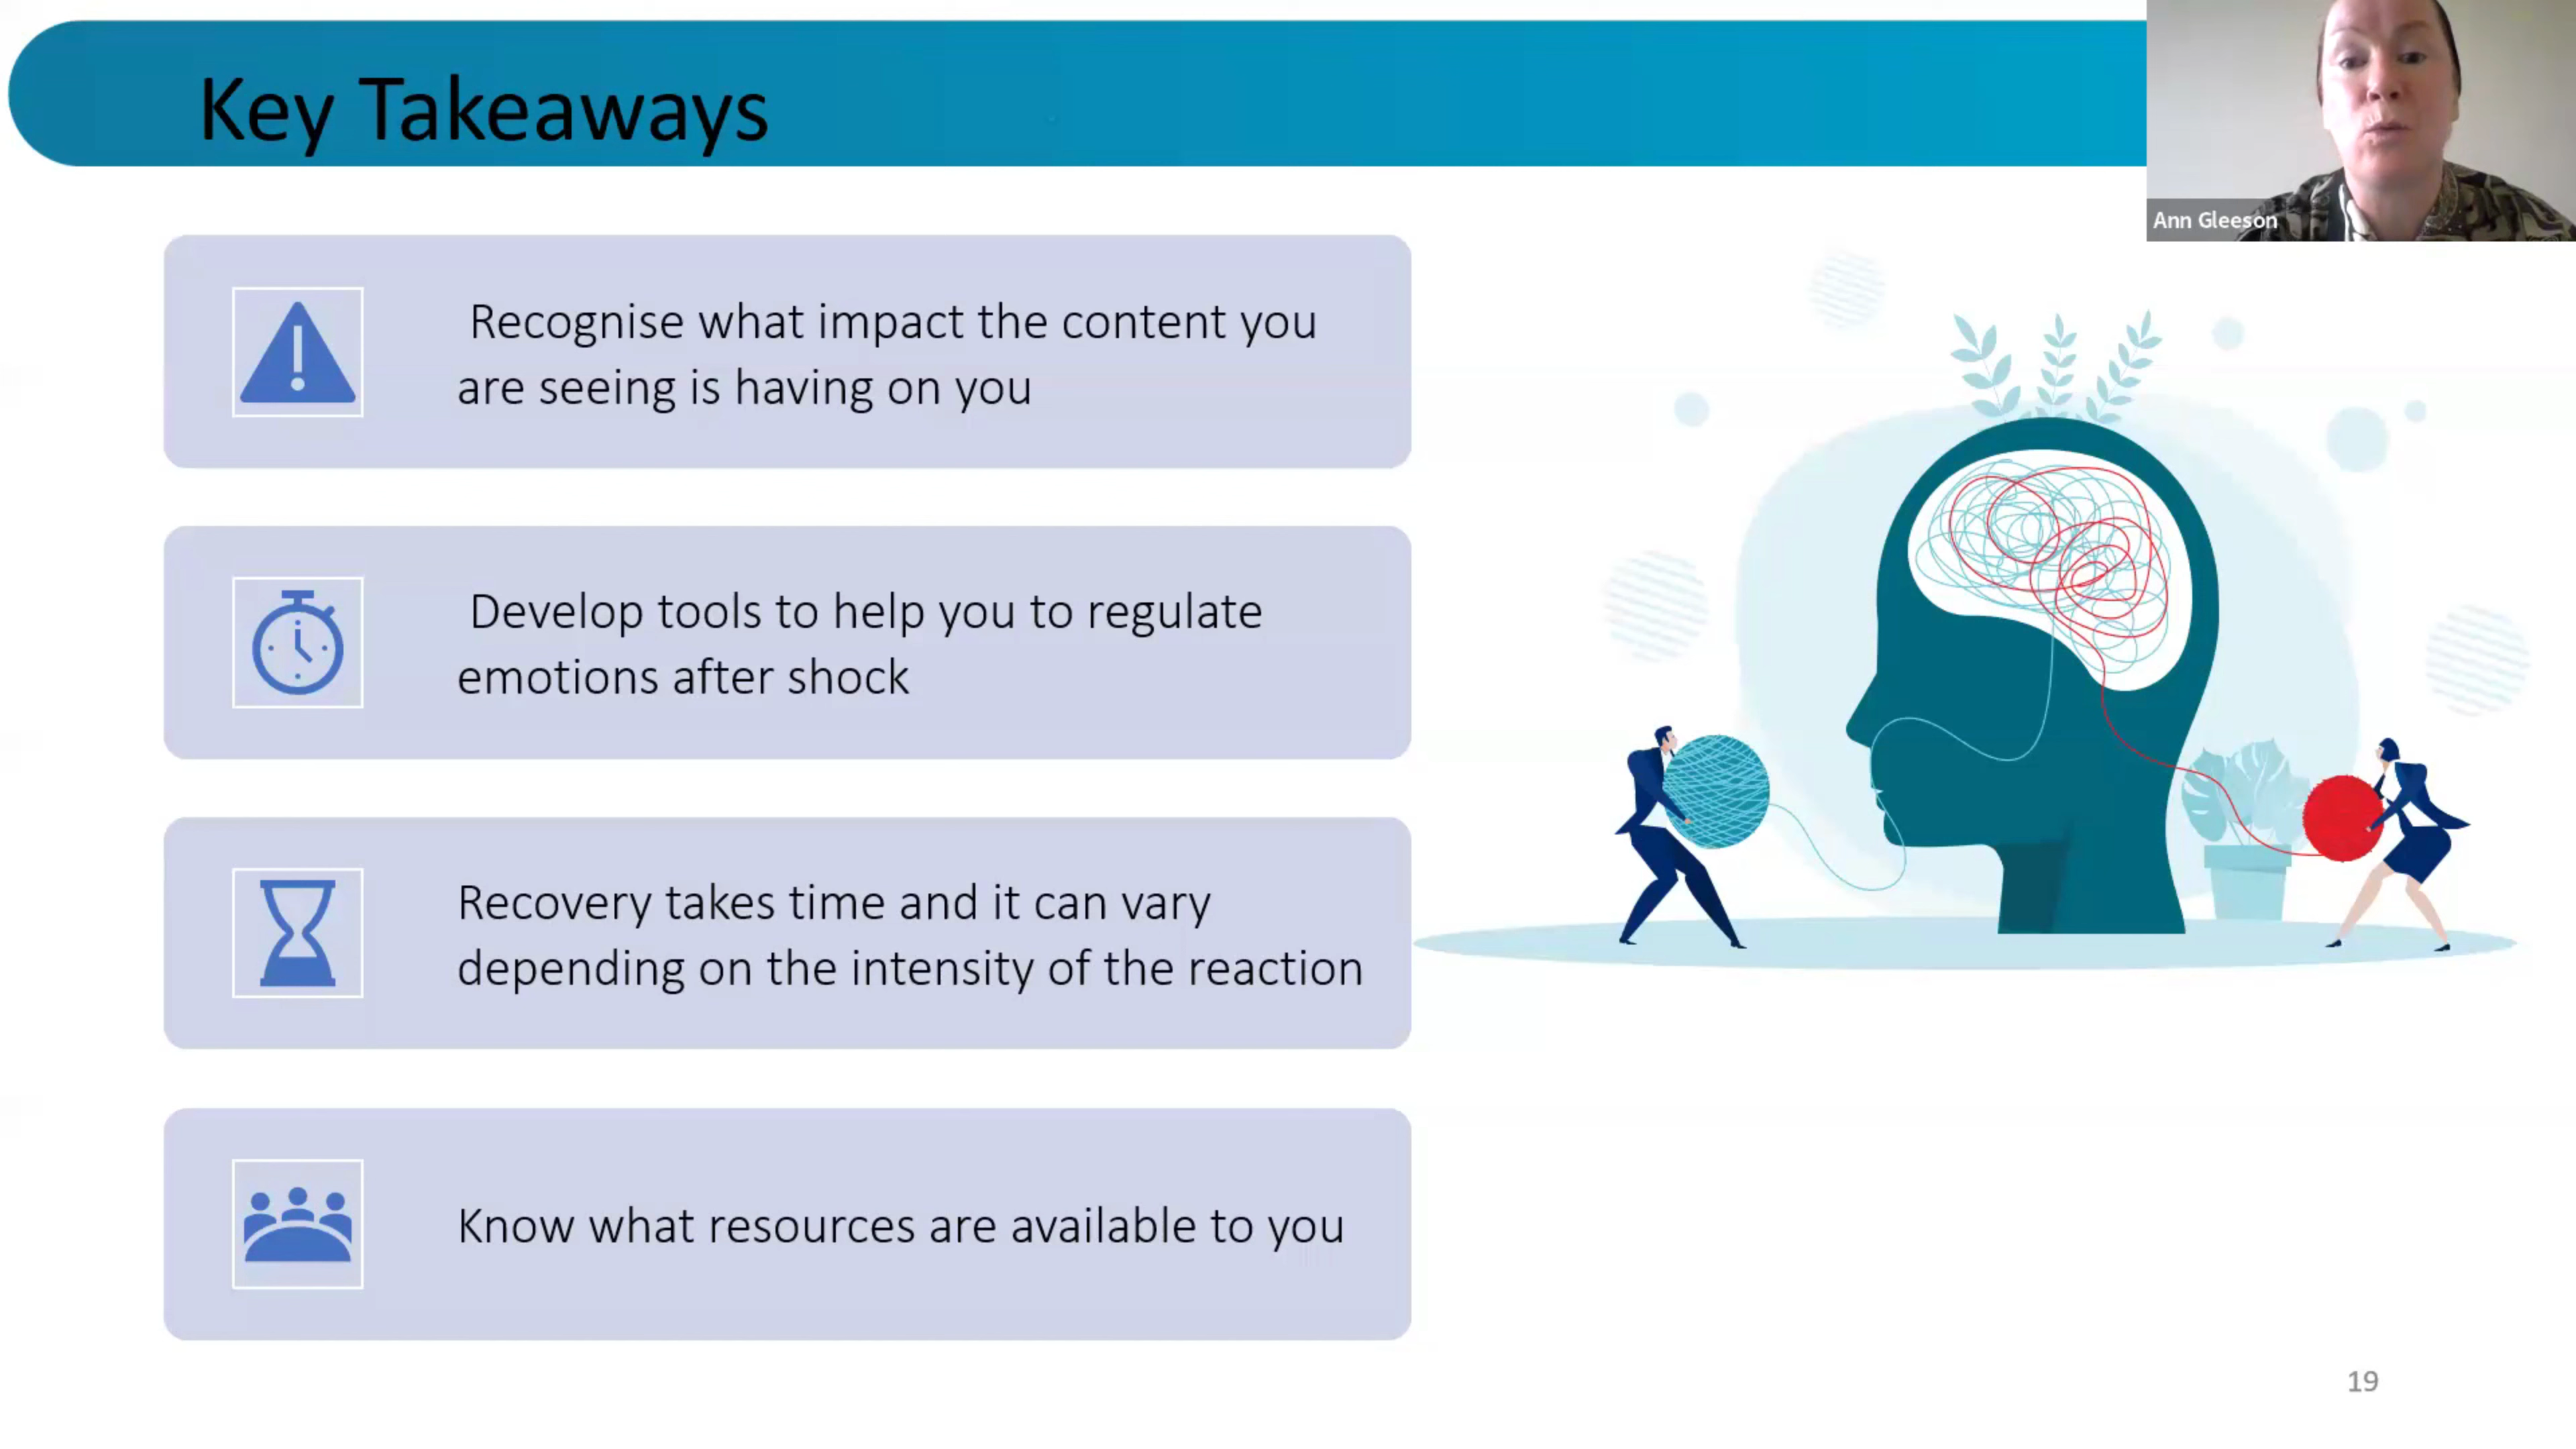 Key Takeaways
Ann Gleeson
Recognise what impact the content you
are seeing is having on you
Develop tools to help you to regulate
emotions after shock
Recovery takes time and it can vary
depending on the intensity of the reaction
Know what resources are available to you
19